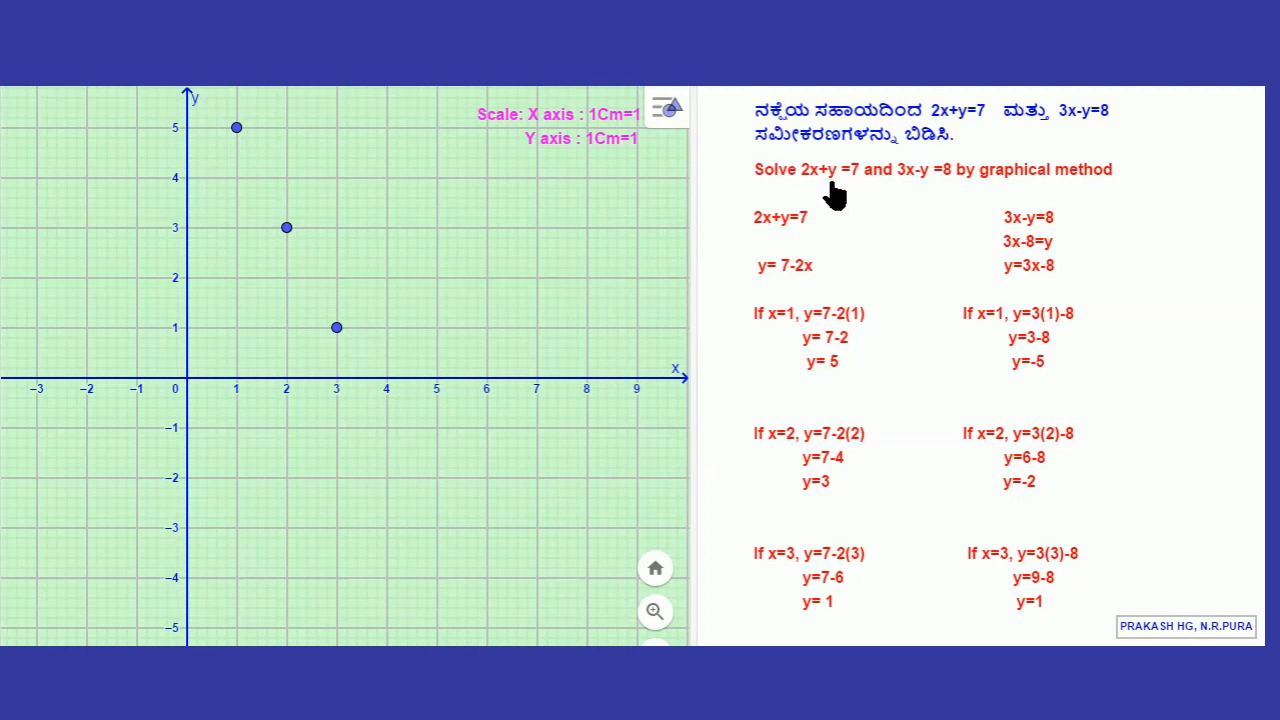 y
Scale: X axis : 1Cm=1
Y axis : 1Cm=1
5
4
3
2
1
x
−3 −2 −1 0 1 2 3 4 5 6 7 8 9
−1
−2
−3
−4
−5
ನಕ್ಷೆಯ ಸಹಾಯದಿಂದ 2x+y=7 ಮತ್ತು 3x-y=8
ಸಮೀಕರಣಗಳನ್ನು ಬಿಡಿಸಿ.
Solve 2x+y =7 and 3x-y =8 by graphical method
2x+y=7
y= 7-2x
If x=1, y=7-2(1)
y= 7-2
y= 5
If x=2, y=7-2(2)
y=7-4
y=3
If x=3, y=7-2(3)
y=7-6
y= 1
3x-y=8
3x-8=y
y=3x-8
If x=1, y=3(1)-8
y=3-8
y=-5
If x=2, y=3(2)-8
y=6-8
y=-2
If x=3, y=3(3)-8
y=9-8
y=1
PRAKASH HG, N.R.PURA